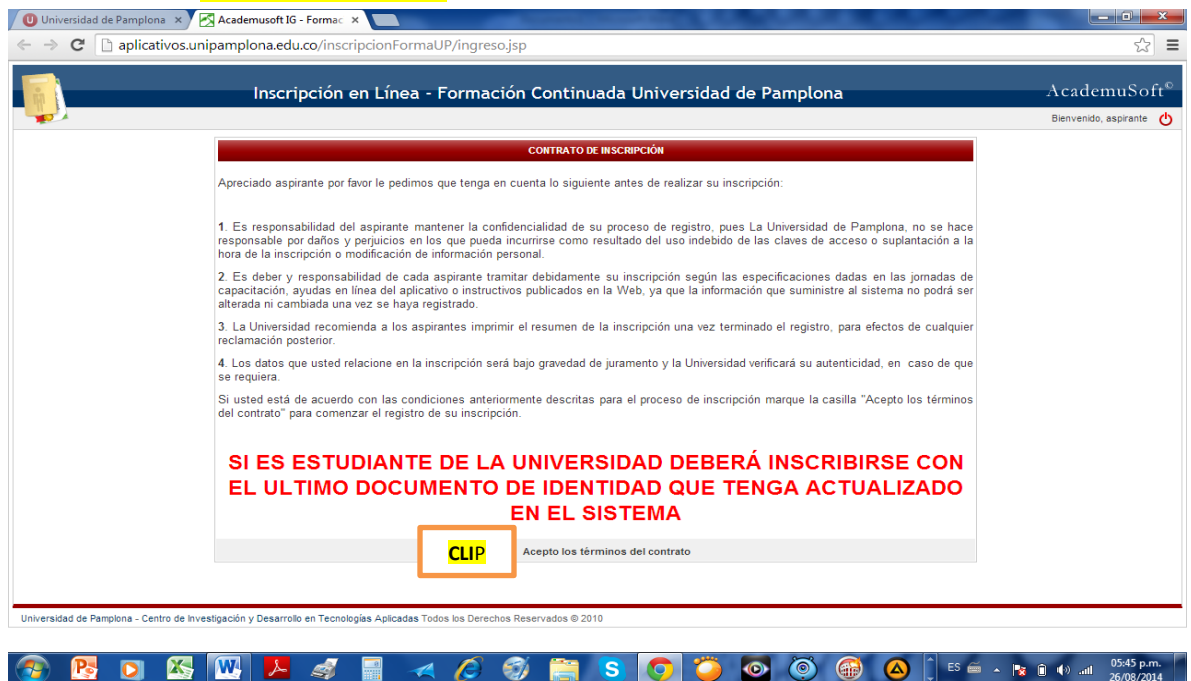 Universidad de Pamplona
Academusoft IG - Formac
aplicativos.unipamplona.edu.co/inscripcionFormaUP/ingreso.jsp
Inscripción en Línea - Formación Continuada Universidad de Pamplona
AcademuSoft©
Bienvenido, aspirante
CONTRATO DE INSCRIPCIÓN
Apreciado aspirante por favor le pedimos que tenga en cuenta lo siguiente antes de realizar su inscripción:
1. Es responsabilidad del aspirante mantener la confidencialidad de su proceso de registro, pues La Universidad de Pamplona, no se hace
responsable por daños y perjuicios en los que pueda incurrirse como resultado del uso indebido de las claves de acceso o suplantación a la
hora de la inscripción o modificación de información personal.
2. Es deber y responsabilidad de cada aspirante tramitar debidamente su inscripción según las especificaciones dadas en las jornadas de
capacitación, ayudas en línea del aplicativo o instructivos publicados en la Web, ya que la información que suministre al sistema no podrá ser
alterada ni cambiada una vez se haya registrado.
3. La Universidad recomienda a los aspirantes imprimir el resumen de la inscripción una vez terminado el registro, para efectos de cualquier
reclamación posterior.
4. Los datos que usted relacione en la inscripción será bajo gravedad de juramento y la Universidad verificará su autenticidad, en caso de que
se requiera.
Si usted está de acuerdo con las condiciones anteriormente descritas para el proceso de inscripción marque la casilla "Acepto los términos
del contrato" para comenzar el registro de su inscripción.
SI ES ESTUDIANTE DE LA UNIVERSIDAD DEBERÁ INSCRIBIRSE CON
EL ULTIMO DOCUMENTO DE IDENTIDAD QUE TENGA ACTUALIZADO
EN EL SISTEMA
CLIP
Acepto los términos del contrato
Universidad de Pamplona - Centro de Investigación y Desarrollo en Tecnologías Aplicadas Todos los Derechos Reservados © 2010
ES
05:45 p.m.
26/08/2014